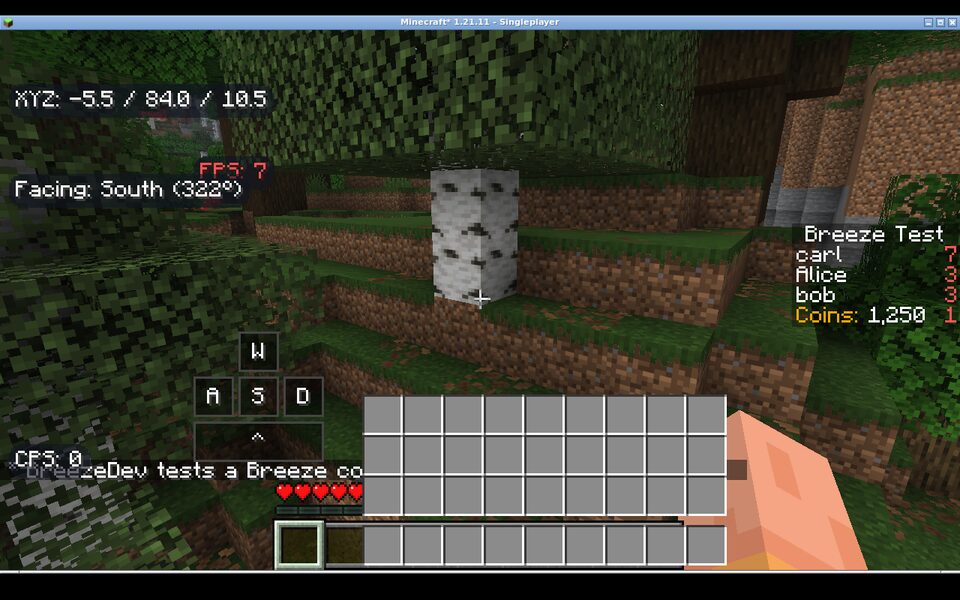 Minecraft* 1.21.11 - Singleplayer
XYZ: -5.5 / 84.0 / 10.5
FPS: 7
Facing: South (322°)
Breeze Test
carl 7
Alice 3
bob 3
Coins: 1,250 1
W
A S D
^
CPS: 0
BreezeDev tests a Breeze co